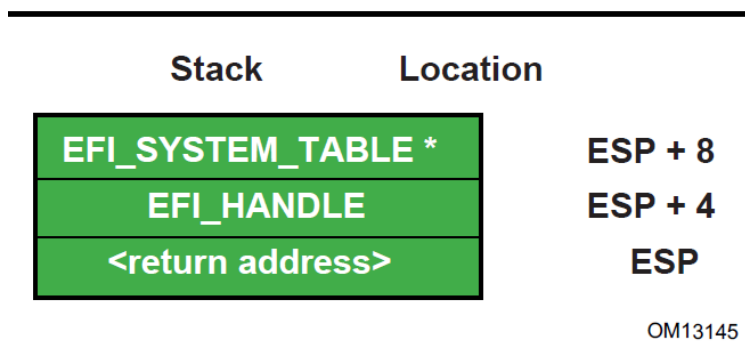 Stack Location
EFI_SYSTEM_TABLE * ESP + 8
EFI_HANDLE ESP + 4
<return address> ESP
OM13145